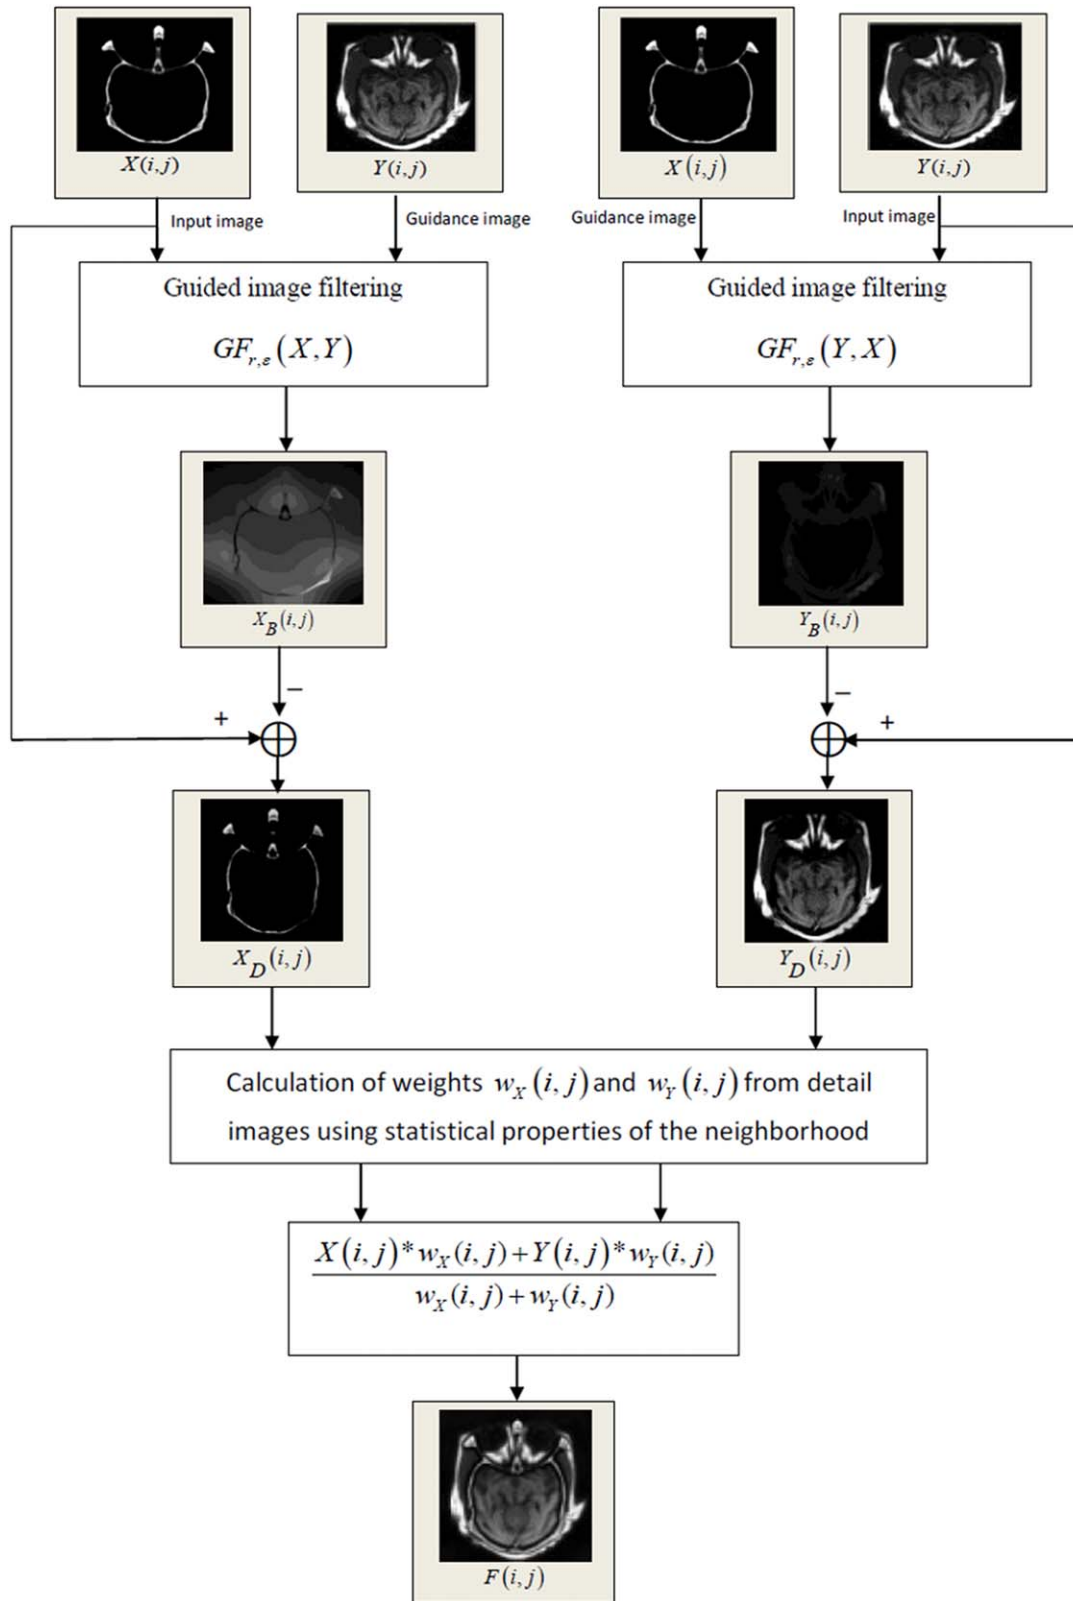 X(i,j)
Y(i,j)
X(i,j)
Y(i,j)
Input image
Guidance image
Guidance image
Input image
Guided image filtering
GF_{r,ε}(X,Y)
Guided image filtering
GF_{r,ε}(Y,X)
X_B(i,j)
Y_B(i,j)
−
+
−
+
X_D(i,j)
Y_D(i,j)
Calculation of weights w_X(i,j) and w_Y(i,j) from detail
images using statistical properties of the neighborhood
X(i,j)*w_X(i,j)+Y(i,j)*w_Y(i,j)
w_X(i,j)+w_Y(i,j)
F(i,j)